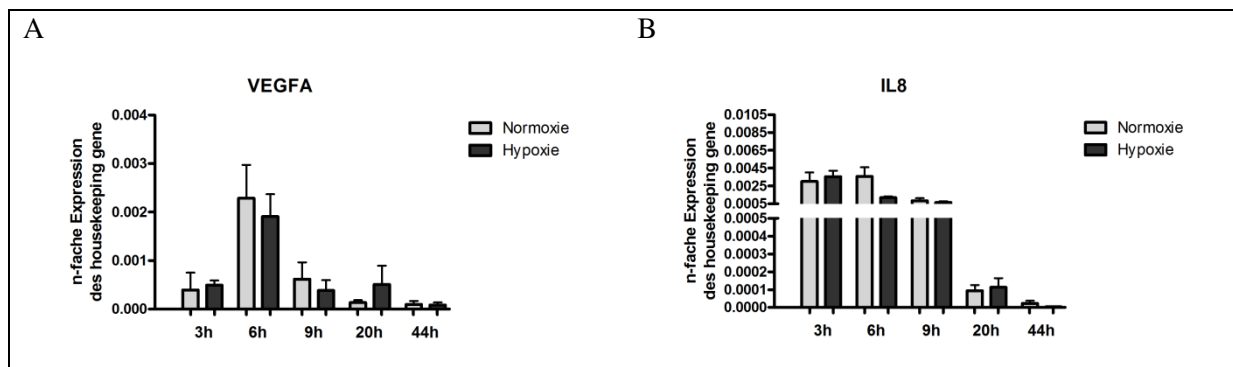 A
VEGFA
n-fache Expression
des housekeeping gene
0.004
0.003
0.002
0.001
0.000
3h 6h 9h 20h 44h
Normoxie
Hypoxie
B
IL8
n-fache Expression
des housekeeping gene
0.0105
0.0085
0.0065
0.0045
0.0025
0.0005
0.0005
0.0004
0.0003
0.0002
0.0001
0.0000
3h 6h 9h 20h 44h
Normoxie
Hypoxie